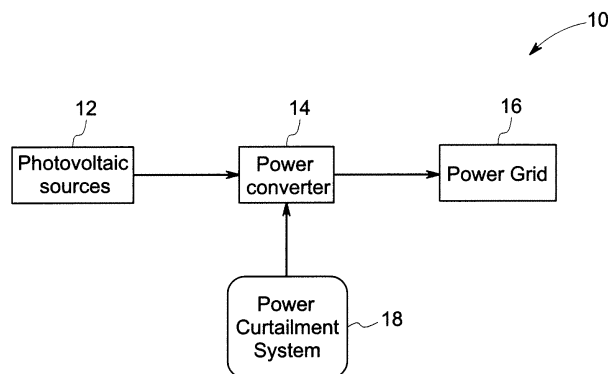 10
12
14
16
Photovoltaic
sources
Power
converter
Power Grid
Power
Curtailment
System
18